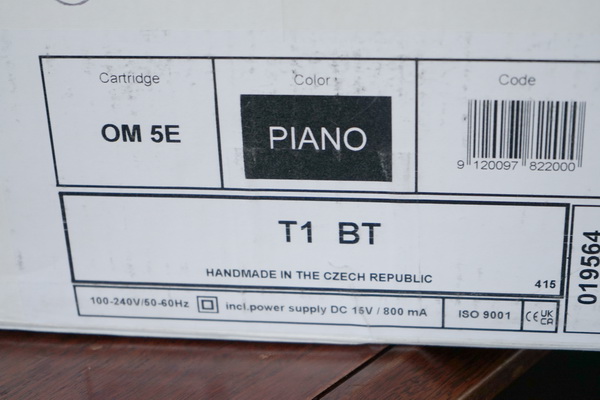 Cartridge
OM 5E
Color
PIANO
Code
9 120097 822000
T1 BT
HANDMADE IN THE CZECH REPUBLIC
415
019564
100-240V/50-60Hz incl.power supply DC 15V / 800 mA
ISO 9001
CE UK CA